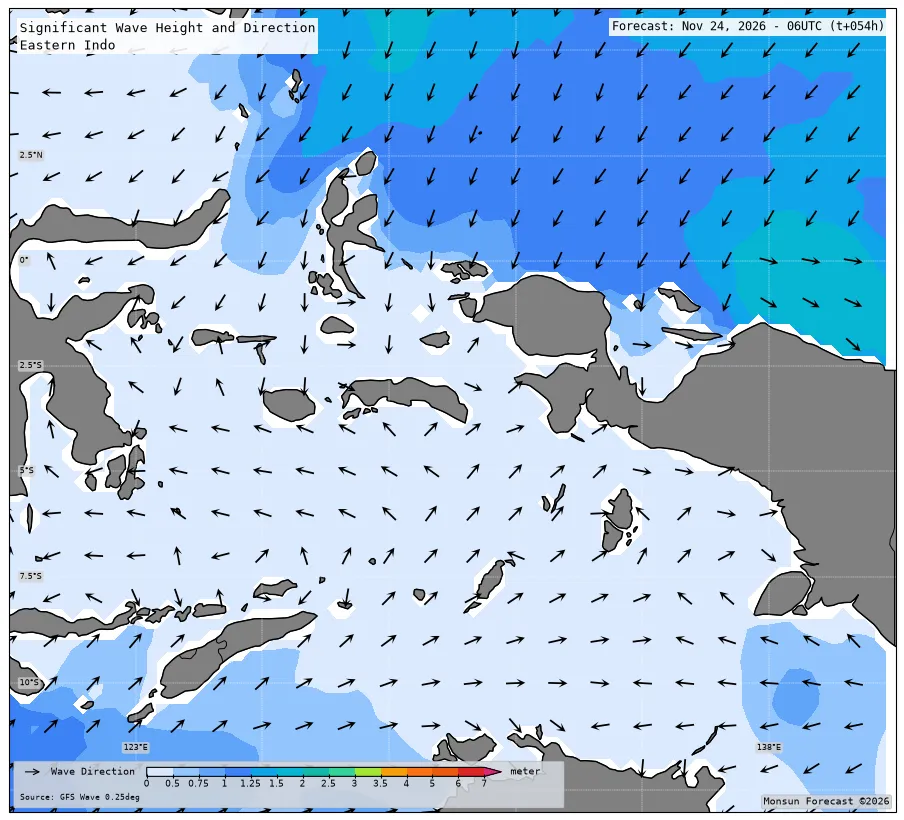 Significant Wave Height and Direction
Eastern Indo
Forecast: Nov 24, 2026 - 06UTC (t+054h)
2.5°N
0°
2.5°S
5°S
7.5°S
10°S
123°E
138°E
Wave Direction
meter
0 0.5 0.75 1 1.25 1.5 2 2.5 3 3.5 4 5 6 7
Source: GFS Wave 0.25deg
Monsun Forecast ©2026